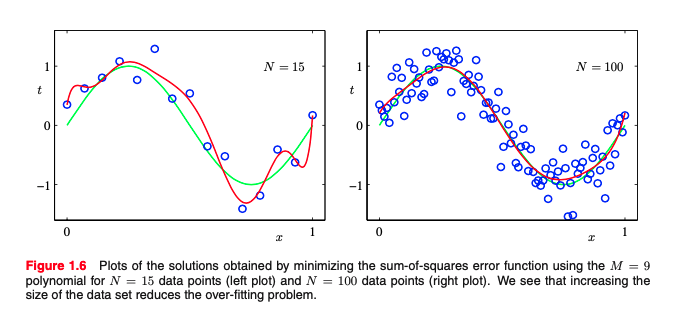 1
t
0
−1
N = 15
0
x
1
1
t
0
−1
N = 100
0
x
1
Figure 1.6 Plots of the solutions obtained by minimizing the sum-of-squares error function using the M = 9
polynomial for N = 15 data points (left plot) and N = 100 data points (right plot). We see that increasing the
size of the data set reduces the over-fitting problem.